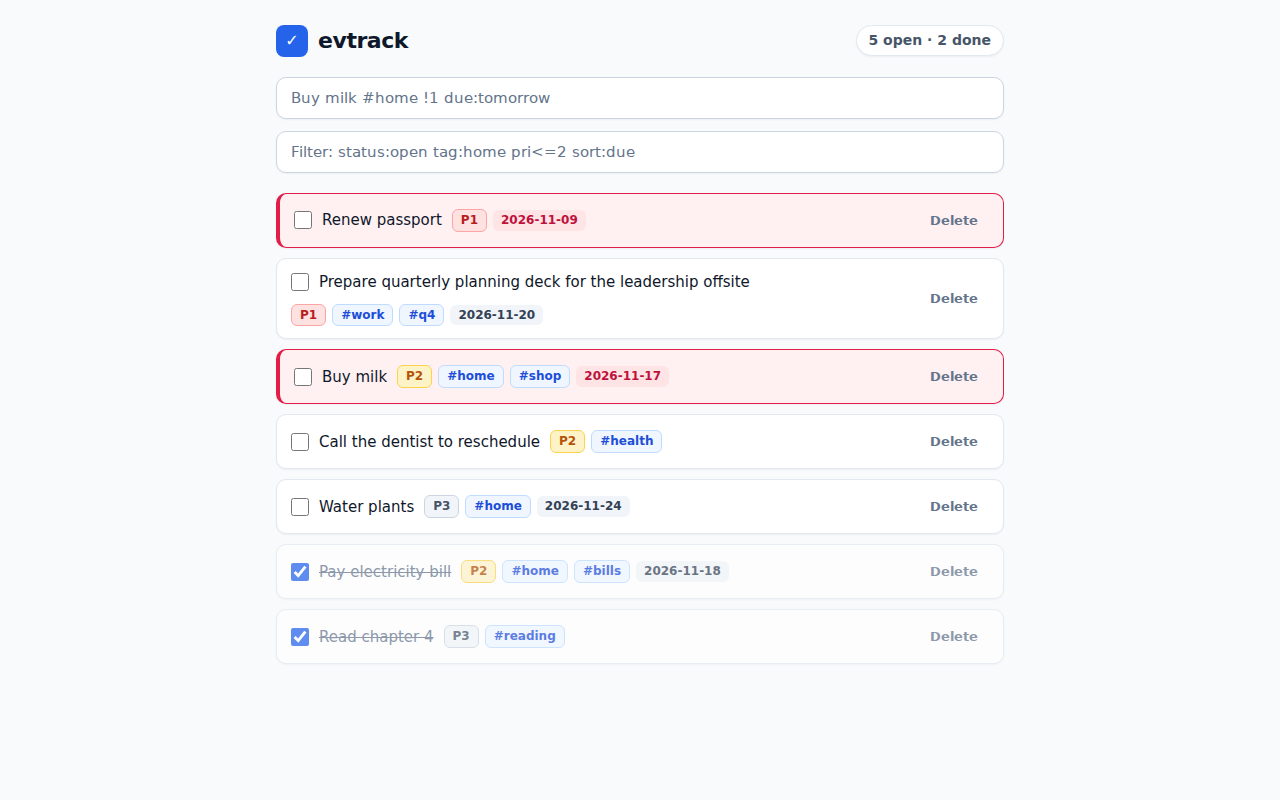 ✓ evtrack
5 open · 2 done
Buy milk #home !1 due:tomorrow
Filter: status:open tag:home pri<=2 sort:due
Renew passport P1 2026-11-09 Delete
Prepare quarterly planning deck for the leadership offsite
P1 #work #q4 2026-11-20 Delete
Buy milk P2 #home #shop 2026-11-17 Delete
Call the dentist to reschedule P2 #health Delete
Water plants P3 #home 2026-11-24 Delete
Pay electricity bill P2 #home #bills 2026-11-18 Delete
Read chapter 4 P3 #reading Delete